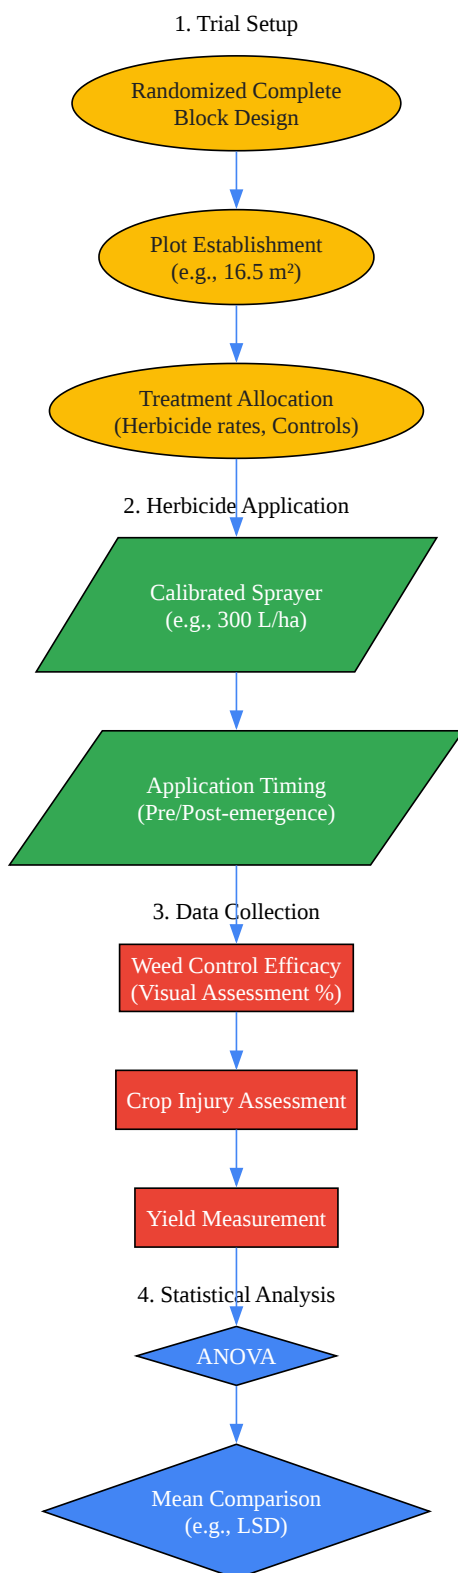 1. Trial Setup
Randomized Complete
Block Design
Plot Establishment
(e.g., 16.5 m²)
Treatment Allocation
(Herbicide rates, Controls)
2. Herbicide Application
Calibrated Sprayer
(e.g., 300 L/ha)
Application Timing
(Pre/Post-emergence)
3. Data Collection
Weed Control Efficacy
(Visual Assessment %)
Crop Injury Assessment
Yield Measurement
4. Statistical Analysis
ANOVA
Mean Comparison
(e.g., LSD)